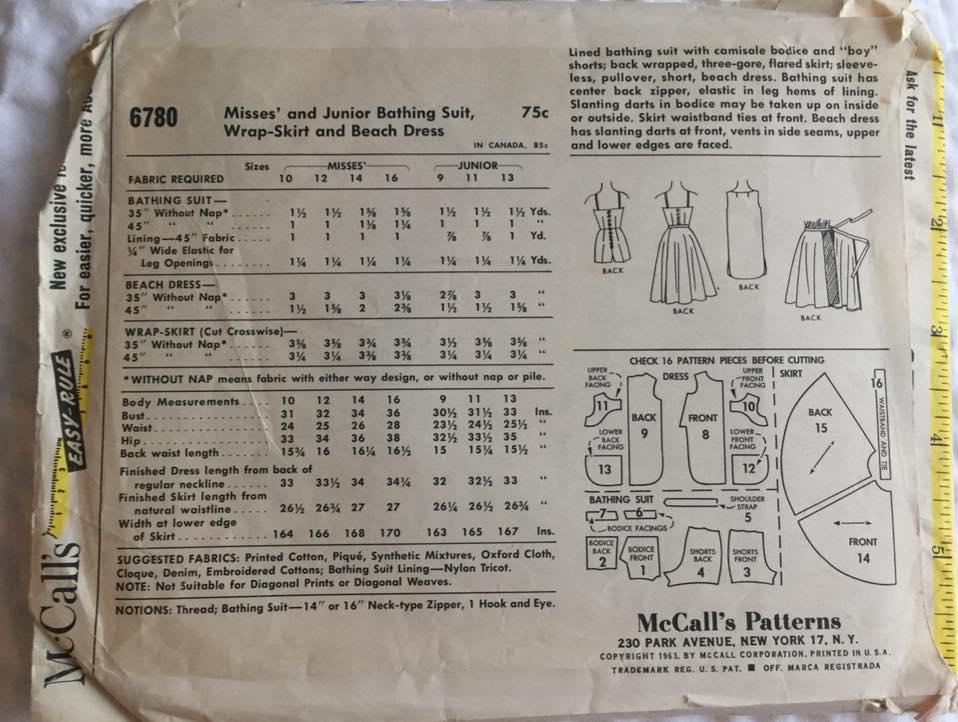 6780 Misses' and Junior Bathing Suit, 75c
Wrap-Skirt and Beach Dress
IN CANADA, 85c
Sizes MISSES' JUNIOR
FABRIC REQUIRED 10 12 14 16 9 11 13
BATHING SUIT—
35" Without Nap* ...... 1½ 1½ 1⅝ 1⅝ 1½ 1½ 1½ Yds.
45" " " ...... 1 1 1⅛ 1¼ 1 1 1 "
Lining—45" Fabric ..... 1 1 1 1 ⅞ ⅞ 1 Yd.
¼" Wide Elastic for
Leg Openings ........ 1¼ 1¼ 1¼ 1¼ 1¼ 1¼ 1¼ Yds.
BEACH DRESS—
35" Without Nap* ...... 3 3 3 3⅛ 2⅞ 3 3 "
45" " " ...... 1½ 1⅝ 2 2⅜ 1½ 1½ 1⅝ "
WRAP-SKIRT (Cut Crosswise)—
35" Without Nap* ...... 3⅜ 3⅝ 3¾ 3¾ 3½ 3⅝ 3⅝ "
45" " " ...... 3¼ 3¼ 3⅜ 3⅜ 3¼ 3¼ 3¼ "
*WITHOUT NAP means fabric with either way design, or without nap or pile.
Body Measurements ... 10 12 14 16 9 11 13
Bust ................ 31 32 34 36 30½ 31½ 33 Ins.
Waist ............... 24 25 26 28 23½ 24½ 25½ "
Hip ................. 33 34 36 38 32½ 33½ 35 "
Back waist length ....... 15¾ 16 16¼ 16½ 15 15¼ 15½ "
Finished Dress length from back of
regular neckline ...... 33 33½ 34 34¼ 32 32½ 33 "
Finished Skirt length from
natural waistline ..... 26½ 26¾ 27 27 26¼ 26½ 26¾ "
Width at lower edge
of Skirt ............ 164 166 168 170 163 165 167 Ins.
SUGGESTED FABRICS: Printed Cotton, Piqué, Synthetic Mixtures, Oxford Cloth,
Cloque, Denim, Embroidered Cottons; Bathing Suit Lining—Nylon Tricot.
NOTE: Not Suitable for Diagonal Prints or Diagonal Weaves.
NOTIONS: Thread; Bathing Suit—14" or 16" Neck-type Zipper, 1 Hook and Eye.
Lined bathing suit with camisole bodice and "boy"
shorts; back wrapped, three-gore, flared skirt; sleeve-
less, pullover, short, beach dress. Bathing suit has
center back zipper, elastic in leg hems of lining.
Slanting darts in bodice may be taken up on inside
or outside. Skirt waistband ties at front. Beach dress
has slanting darts at front, vents in side seams, upper
and lower edges are faced.
BACK
BACK
BACK
BACK
CHECK 16 PATTERN PIECES BEFORE CUTTING
UPPER BACK FACING
11
DRESS
BACK
9
FRONT
8
UPPER FRONT FACING
10
LOWER BACK FACING
13
LOWER FRONT FACING
12
SKIRT
BACK
15
16
WAISTBAND AND TIE
FRONT
14
BATHING SUIT
7
6
BODICE FACINGS
SHOULDER STRAP
5
BODICE BACK
2
BODICE FRONT
1
SHORTS BACK
4
SHORTS FRONT
3
McCall's Patterns
230 PARK AVENUE, NEW YORK 17, N. Y.
COPYRIGHT 1963, BY McCALL CORPORATION, PRINTED IN U. S. A.
TRADEMARK REG. U. S. PAT. ■ OFF. MARCA REGISTRADA
McCall's
EASY-RULE®
New exclusive
For easier, quicker, more
Ask for the latest
1
2
3
4
5